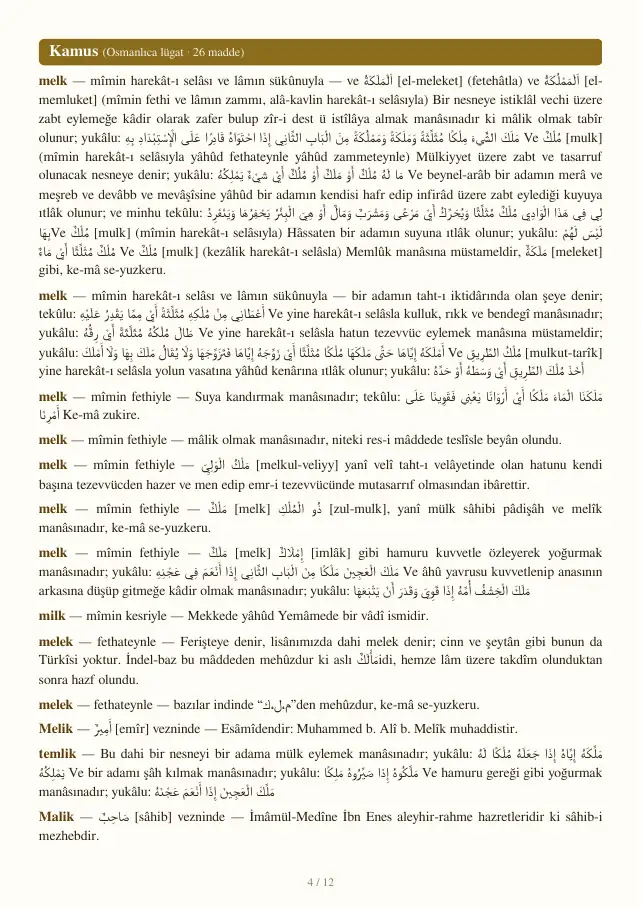 Kamus (Osmanlıca lügat · 26 madde)
melk — mîmin harekât-ı selâsı ve lâmın sükûnuyla — ve اَلْمَلَكَةُ [el-meleket] (fetehâtla) ve اَلْمَمْلُكَةُ [el-
memluket] (mîmin fethi ve lâmın zammı, alâ-kavlin harekât-ı selâsıyla) Bir nesneye istiklâl vechi üzere
zabt eylemeğe kâdir olarak zafer bulup zîr-i dest ü istîlâya almak manâsınadır ki mâlik olmak tabîr
olunur; yukâlu: مَلَكَ الشَّيءَ مِلْكًا مُثَلَّثَةً وَمَلَكَةً وَمَمْلُكَةً مِنَ الْبَابِ الثَّانِي إِذَا احْتَوَاهُ قَادِرًا عَلَى الْإِسْتِبْدَادِ بِهِ Ve مُلْكٌ [mulk]
(mîmin harekât-ı selâsıyla yâhûd fethateynle yâhûd zammeteynle) Mülkiyyet üzere zabt ve tasarruf
olunacak nesneye denir; yukâlu: مَا لَهُ مُلْكٌ أَوْ مَلَكٌ أَوْ مُلُكٌ أَيْ شَيْءٌ يَمْلِكُهُ Ve beynel-arâb bir adamın merâ ve
meşreb ve devâbb ve mevâşîsine yâhûd bir adamın kendisi hafr edip infirâd üzere zabt eylediği kuyuya
ıtlâk olunur; ve minhu tekûlu: لِي فِي هَذَا الْوَادِي مُلْكٌ مُثَلَّثًا وَيُحَرَّكُ أَيْ مَرْعًى وَمَشْرَبٌ وَمَالٌ أَوْ هِيَ الْبِئْرُ يَحْفِرُهَا وَيَنْفَرِدُ
بِهَا Ve مُلْكٌ [mulk] (mîmin harekât-ı selâsıyla) Hâssaten bir adamın suyuna ıtlâk olunur; yukâlu: لَيْسَ لَهُمْ
مُلْكٌ مُثَلَّثًا أَيْ مَاءٌ Ve مُلْكٌ [mulk] (kezâlik harekât-ı selâsla) Memlûk manâsına müstameldir, مَلَكَةٌ [meleket]
gibi, ke-mâ se-yuzkeru.
melk — mîmin harekât-ı selâsı ve lâmın sükûnuyla — bir adamın taht-ı iktidârında olan şeye denir;
tekûlu: أَعْطَانِي مِنْ مُلْكِهِ مُثَلَّثَةً أَيْ مِمَّا يَقْدِرُ عَلَيْهِ Ve yine harekât-ı selâsla kulluk, rıkk ve bendegî manâsınadır;
yukâlu: طَالَ مُلْكُهُ مُثَلَّثَةً أَيْ رِقُّهُ Ve yine harekât-ı selâsla hatun tezevvüc eylemek manâsına müstameldir;
yukâlu: أَمْلَكَهُ إِيَّاهَا حَتَّى مَلَكَهَا مُلْكًا مُثَلَّثًا أَيْ زَوَّجَهُ إِيَّاهَا فَتَزَوَّجَهَا وَلَا يُقَالُ مَلَكَ بِهَا وَلَا أُمْلَكَ Ve مُلْكُ الطَّرِيقِ [mulkut-tarîk]
yine harekât-ı selâsla yolun vasatına yâhûd kenârına ıtlâk olunur; yukâlu: أَخَذَ مُلْكَ الطَّرِيقِ أَيْ وَسَطَهُ أَوْ حَدَّهُ
melk — mîmin fethiyle — Suya kandırmak manâsınadır; tekûlu: مَلَكَنَا الْمَاءُ مَلْكًا أَيْ أَرْوَانَا يَعْنِي فَقَوِينَا عَلَى
أَمْرِنَا Ke-mâ zukire.
melk — mîmin fethiyle — mâlik olmak manâsınadır, niteki res-i mâddede teslîsle beyân olundu.
melk — mîmin fethiyle — مَلْكُ الْوَلِيِّ [melkul-veliyy] yanî velî taht-ı velâyetinde olan hatunu kendi
başına tezevvücden hazer ve men edip emr-i tezevvücünde mutasarrıf olmasından ibârettir.
melk — mîmin fethiyle — مَلْكٌ [melk] ذُو الْمُلْكِ [zul-mulk], yanî mülk sâhibi pâdişâh ve melîk
manâsınadır, ke-mâ se-yuzkeru.
melk — mîmin fethiyle — مَلْكٌ [melk] إِمْلَاكٌ [imlâk] gibi hamuru kuvvetle özleyerek yoğurmak
manâsınadır; yukâlu: مَلَكَ الْعَجِينَ مَلْكًا مِنَ الْبَابِ الثَّانِي إِذَا أَنْعَمَ فِي عَجْنِهِ Ve âhû yavrusu kuvvetlenip anasının
arkasına düşüp gitmeğe kâdir olmak manâsınadır; yukâlu: مَلَكَ الْخِشْفُ أُمَّهُ إِذَا قَوِيَ وَقَدَرَ أَنْ يَتْبَعَهَا
milk — mîmin kesriyle — Mekkede yâhûd Yemâmede bir vâdî ismidir.
melek — fethateynle — Ferişteye denir, lisânımızda dahi melek denir; cinn ve şeytân gibi bunun da
Türkîsi yoktur. İndel-baz bu mâddeden mehûzdur ki aslı مَأْلَكٌ idi, hemze lâm üzere takdîm olunduktan
sonra hazf olundu.
melek — fethateynle — bazılar indinde “م,ل,ك”den mehûzdur, ke-mâ se-yuzkeru.
Melik — أَمِيرٌ [emîr] vezninde — Esâmîdendir: Muhammed b. Alî b. Melîk muhaddistir.
temlik — Bu dahi bir nesneyi bir adama mülk eylemek manâsınadır; yukâlu: مَلَّكَهُ إِيَّاهُ إِذَا جَعَلَهُ مُلْكًا لَهُ
يَمْلِكُهُ Ve bir adamı şâh kılmak manâsınadır; yukâlu: مَلَّكُوهُ إِذَا صَيَّرُوهُ مَلِكًا Ve hamuru gereği gibi yoğurmak
manâsınadır; yukâlu: مَلَّكَ الْعَجِينَ إِذَا أَنْعَمَ عَجْنَهُ
Malik — صَاحِبٌ [sâhib] vezninde — İmâmül-Medîne İbn Enes aleyhir-rahme hazretleridir ki sâhib-i
mezhebdir.
4 / 12